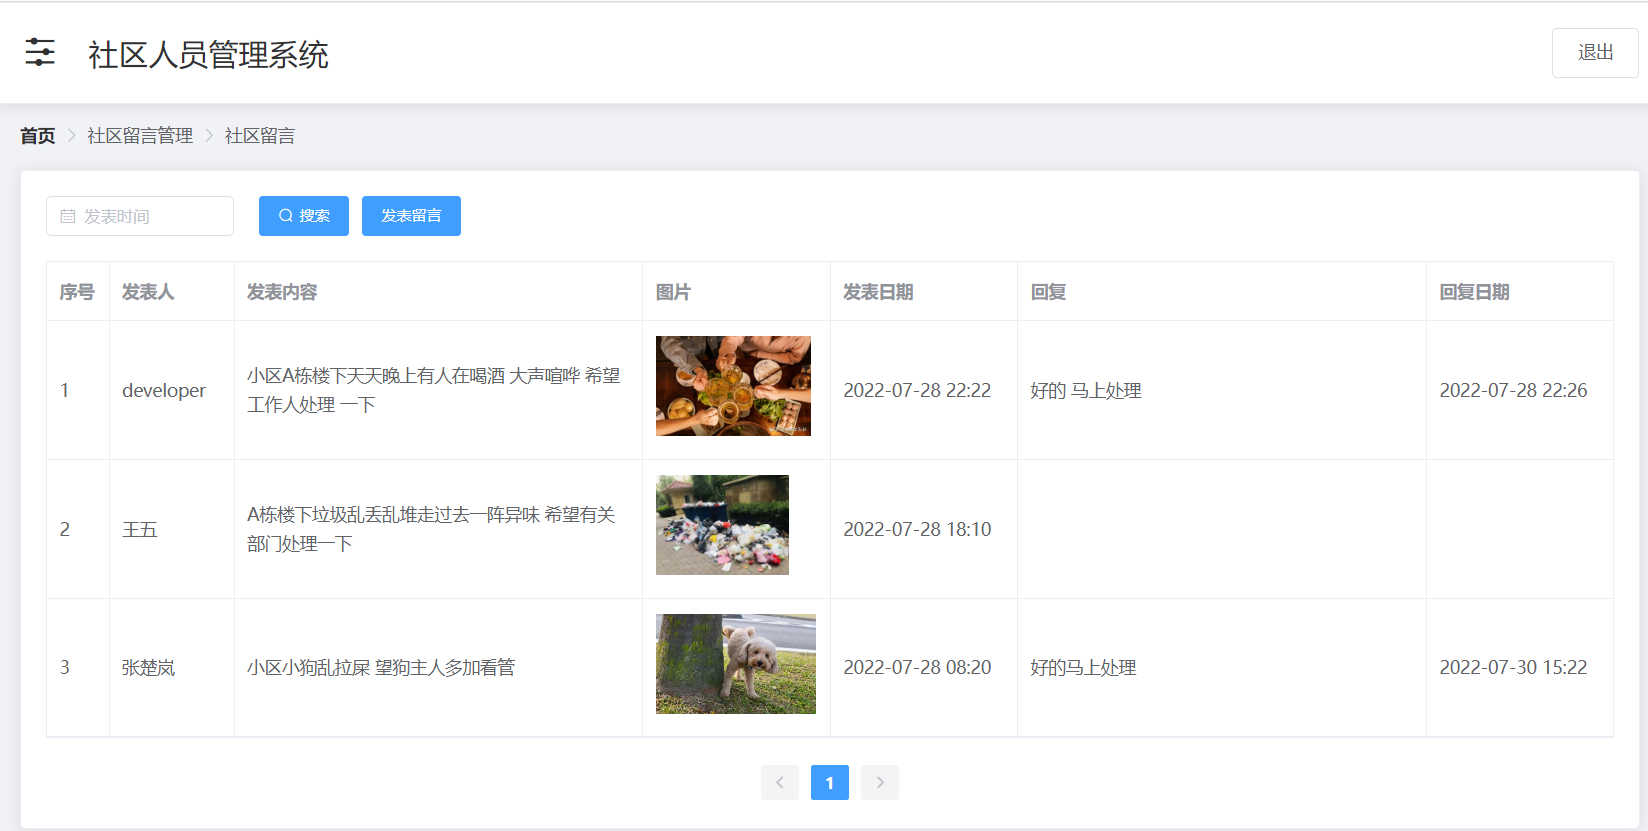 社区人员管理系统
退出
首页 社区留言管理 社区留言
发表时间 搜索 发表留言
序号 发表人 发表内容 图片 发表日期 回复 回复日期
1 developer 小区A栋楼下天天晚上有人在喝酒 大声喧哗 希望
工作人处理 一下
2022-07-28 22:22 好的 马上处理 2022-07-28 22:26
2 王五 A栋楼下垃圾乱丢乱堆走过去一阵异味 希望有关
部门处理一下
2022-07-28 18:10
3 张楚岚 小区小狗乱拉屎 望狗主人多加看管 2022-07-28 08:20 好的马上处理 2022-07-30 15:22
1